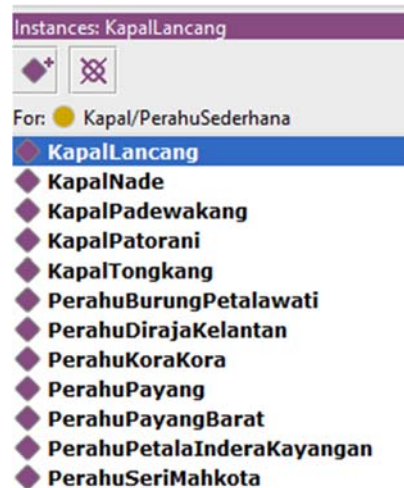 Instances: KapalLancang
For: Kapal/PerahuSederhana
KapalLancang
KapalNade
KapalPadewakang
KapalPatorani
KapalTongkang
PerahuBurungPetalawati
PerahuDirajaKelantan
PerahuKoraKora
PerahuPayang
PerahuPayangBarat
PerahuPetalaInderaKayangan
PerahuSeriMahkota